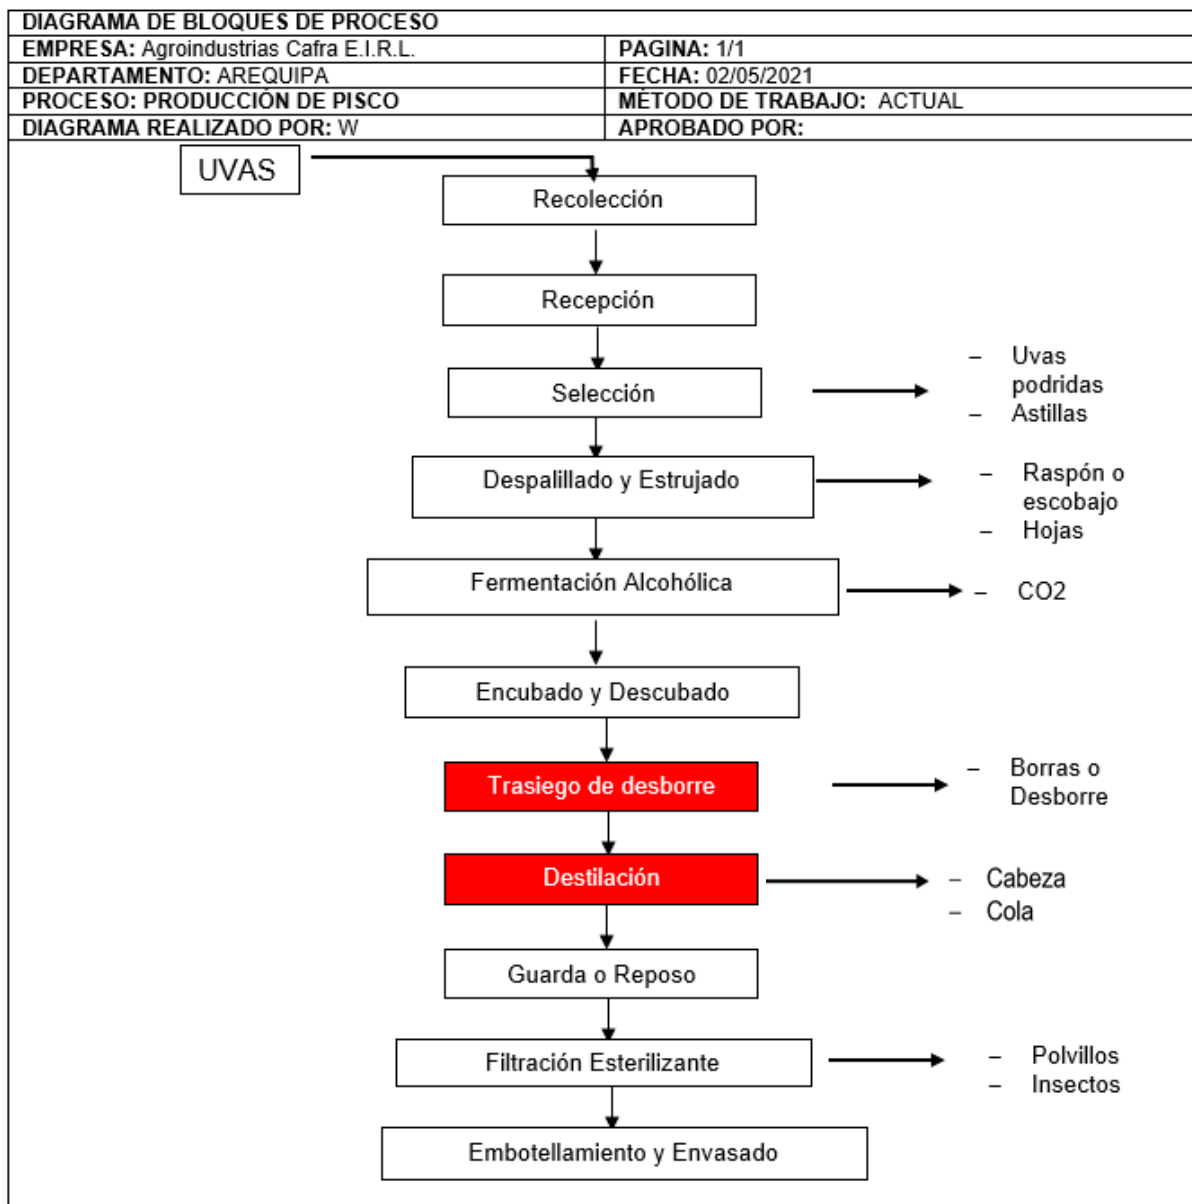 DIAGRAMA DE BLOQUES DE PROCESO
EMPRESA: Agroindustrias Cafra E.I.R.L.
PAGINA: 1/1
DEPARTAMENTO: AREQUIPA
FECHA: 02/05/2021
PROCESO: PRODUCCIÓN DE PISCO
MÉTODO DE TRABAJO: ACTUAL
DIAGRAMA REALIZADO POR: W
APROBADO POR:
UVAS
Recolección
Recepción
Selección
– Uvas
podridas
– Astillas
Despalillado y Estrujado
– Raspón o
escobajo
– Hojas
Fermentación Alcohólica
– CO2
Encubado y Descubado
Trasiego de desborre
– Borras o
Desborre
Destilación
– Cabeza
– Cola
Guarda o Reposo
Filtración Esterilizante
– Polvillos
– Insectos
Embotellamiento y Envasado